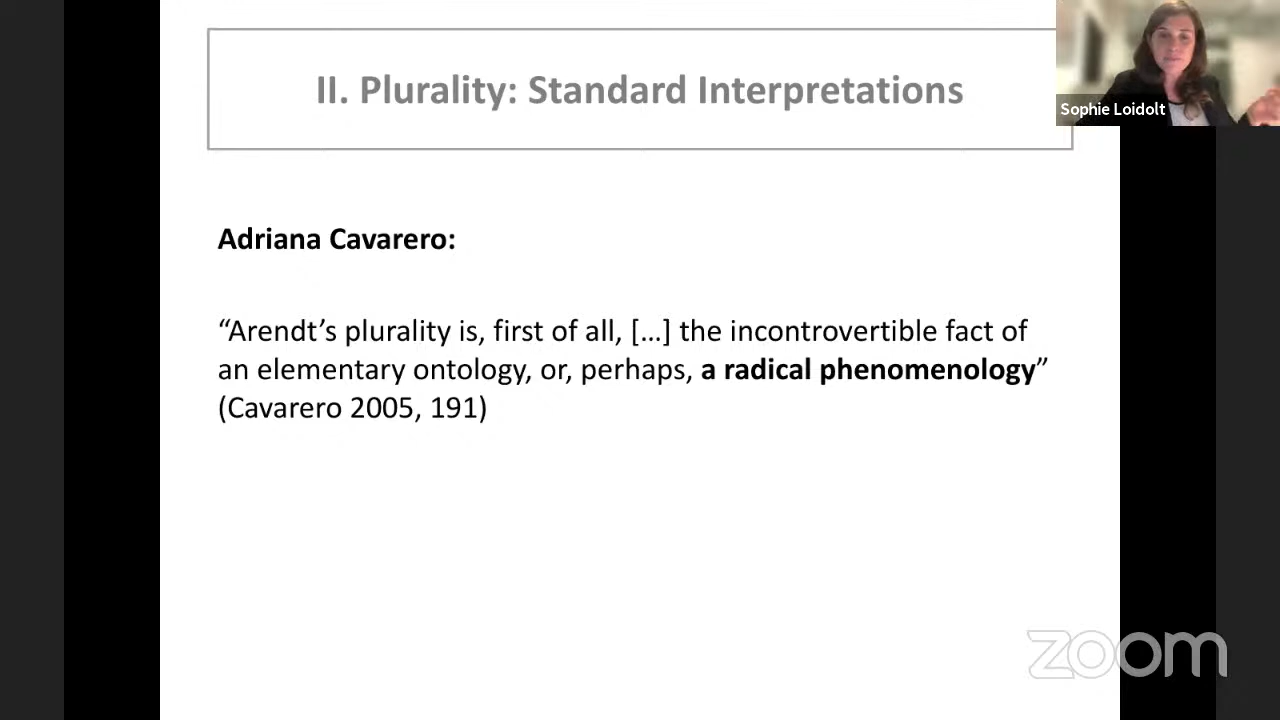 II. Plurality: Standard Interpretations
Sophie Loidolt
Adriana Cavarero:
“Arendt’s plurality is, first of all, […] the incontrovertible fact of
an elementary ontology, or, perhaps, a radical phenomenology”
(Cavarero 2005, 191)
zoom